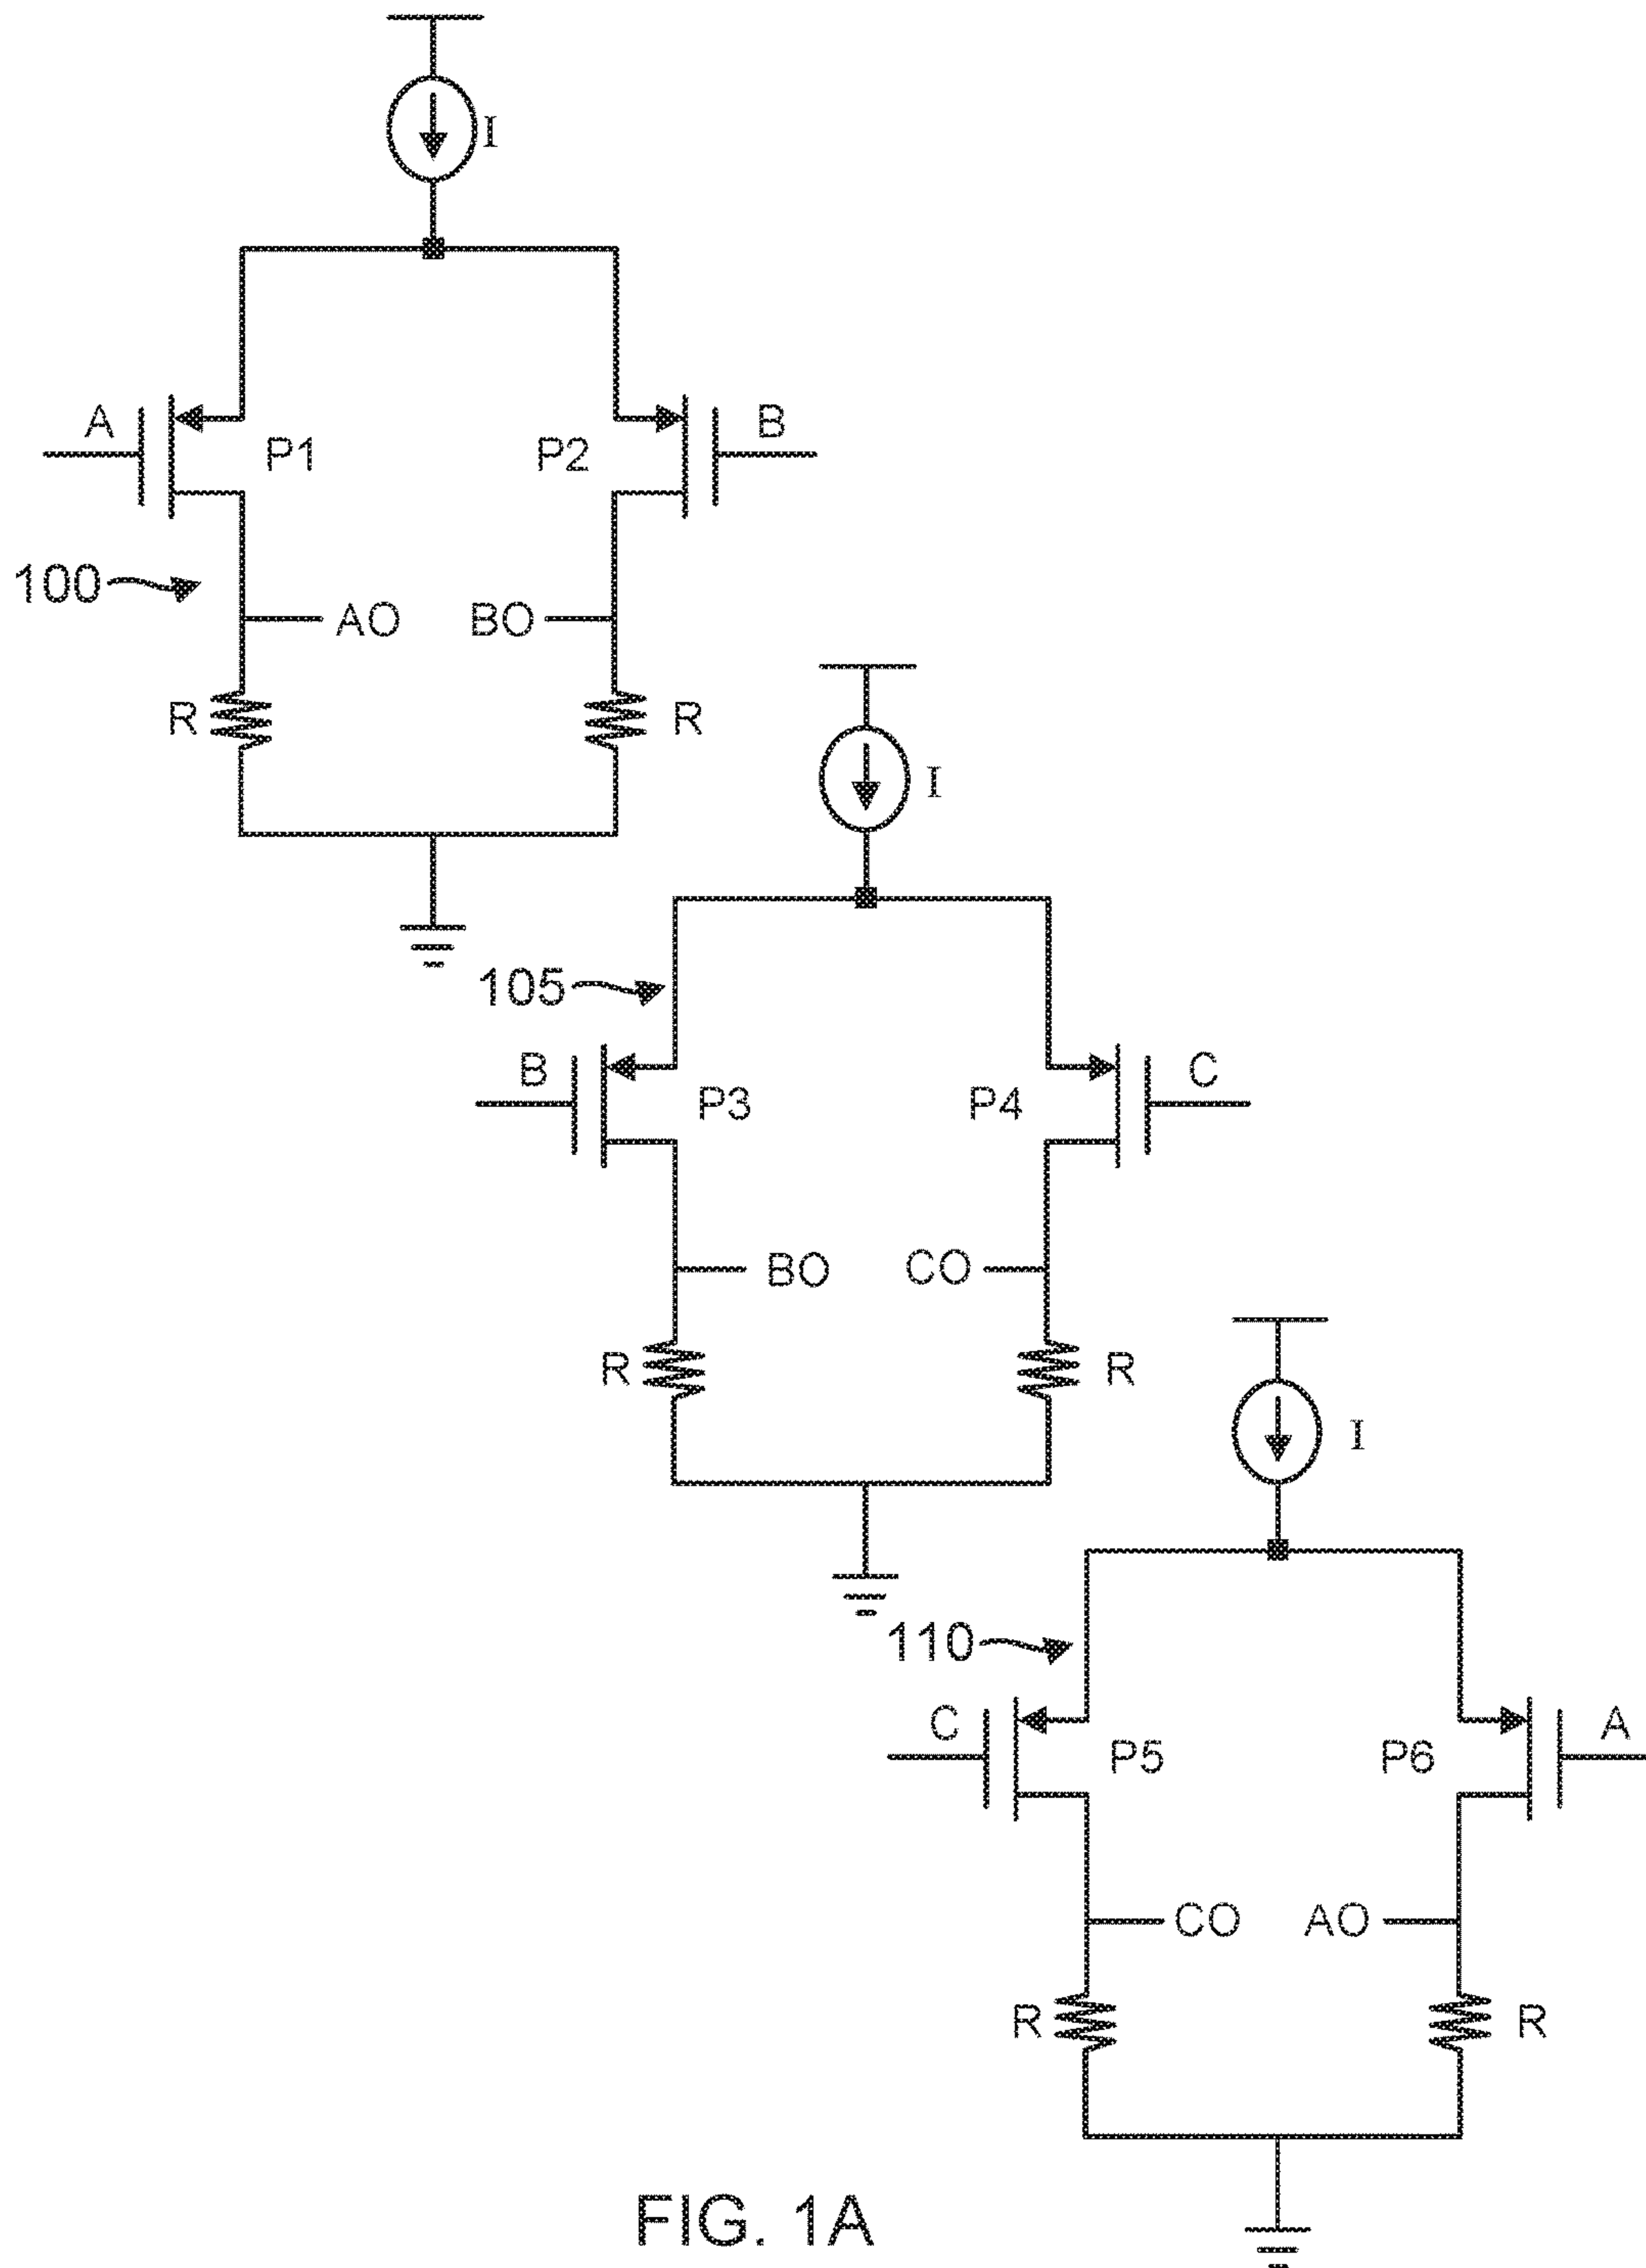 I
A P1 P2 B
100
AO BO
R R
I
105
B P3 P4 C
BO CO
R R
I
110
C P5 P6 A
CO AO
R R
FIG. 1A